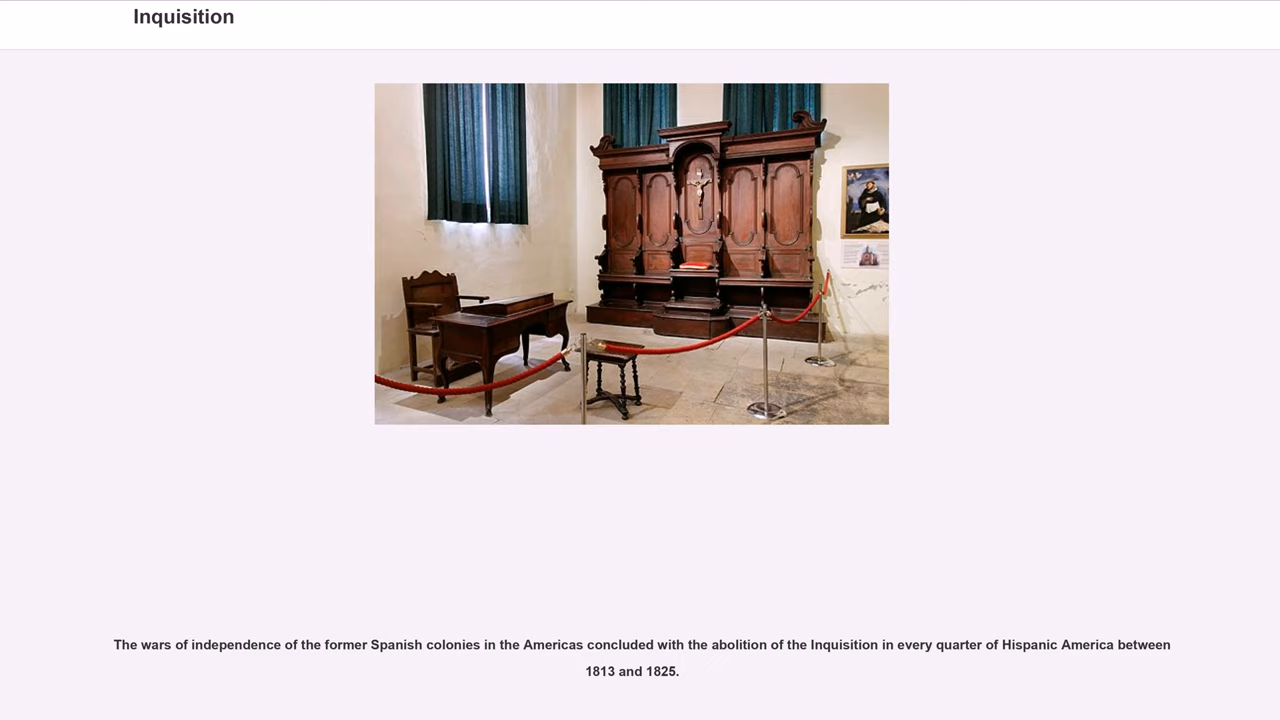 Inquisition
The wars of independence of the former Spanish colonies in the Americas concluded with the abolition of the Inquisition in every quarter of Hispanic America between
1813 and 1825.